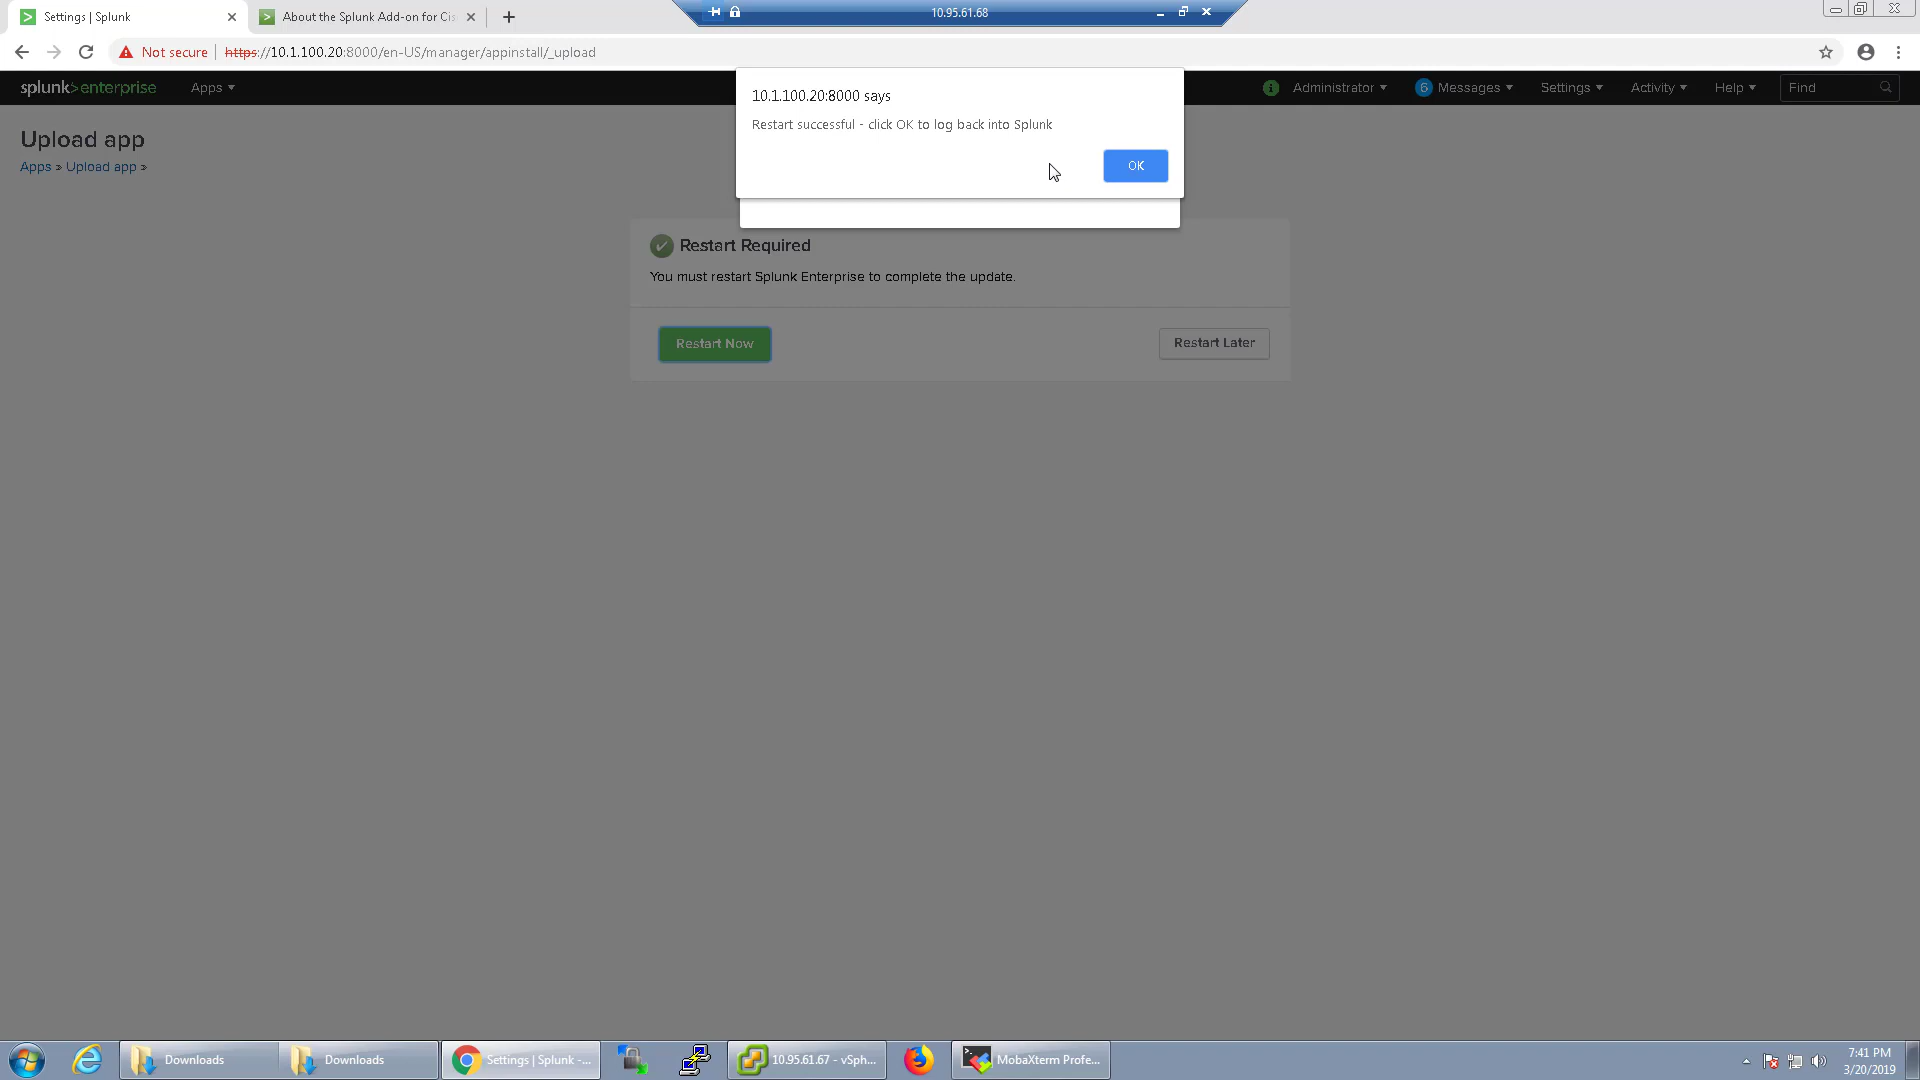 Settings | Splunk
About the Splunk Add-on for Cis
10.95.61.68
Not secure
https://10.1.100.20:8000/en-US/manager/appinstall/_upload
splunk>enterprise
Apps
Administrator
6
Messages
Settings
Activity
Help
Find
10.1.100.20:8000 says
Restart successful - click OK to log back into Splunk
OK
Upload app
Apps » Upload app »
Restart Required
You must restart Splunk Enterprise to complete the update.
Restart Now
Restart Later
Downloads
Downloads
Settings | Splunk -...
10.95.61.67 - vSph...
MobaXterm Profe...
7:41 PM
3/20/2019